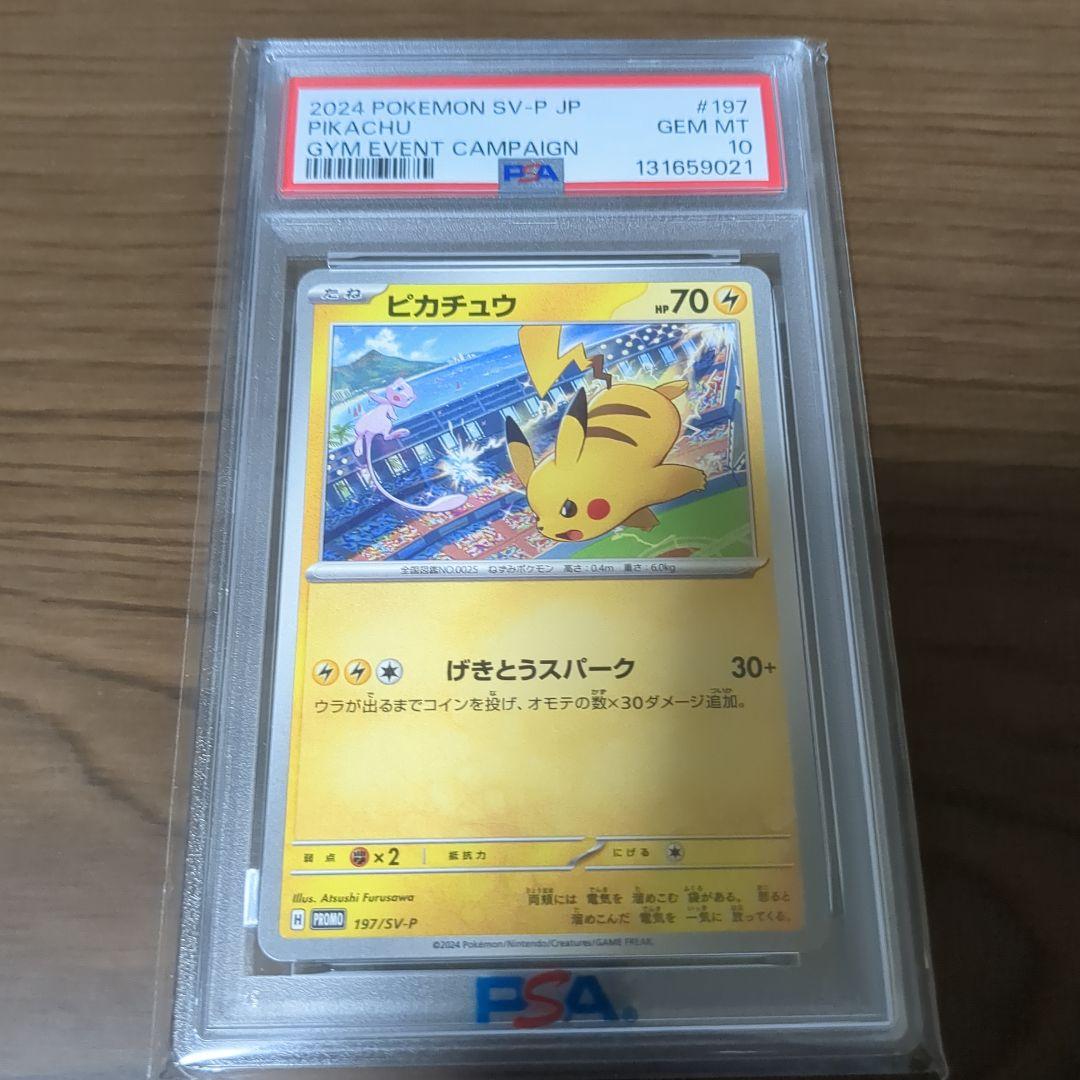 2024 POKEMON SV-P JP #197
PIKACHU GEM MT
GYM EVENT CAMPAIGN 10
PSA 131659021
たね ピカチュウ HP70
全国図鑑NO.0025 ねずみポケモン 高さ:0.4m 重さ:6.0kg
げきとうスパーク 30+
ウラが出るまでコインを投げ、オモテの数×30ダメージ追加。
弱点 ×2 抵抗力 にげる
Illus. Atsushi Furusawa
両頬には 電気を 溜めこむ 袋がある。 怒ると
溜めこんだ 電気を 一気に 放ってくる。
H PROMO 197/SV-P
©2024 Pokémon/Nintendo/Creatures/GAME FREAK.
PSA